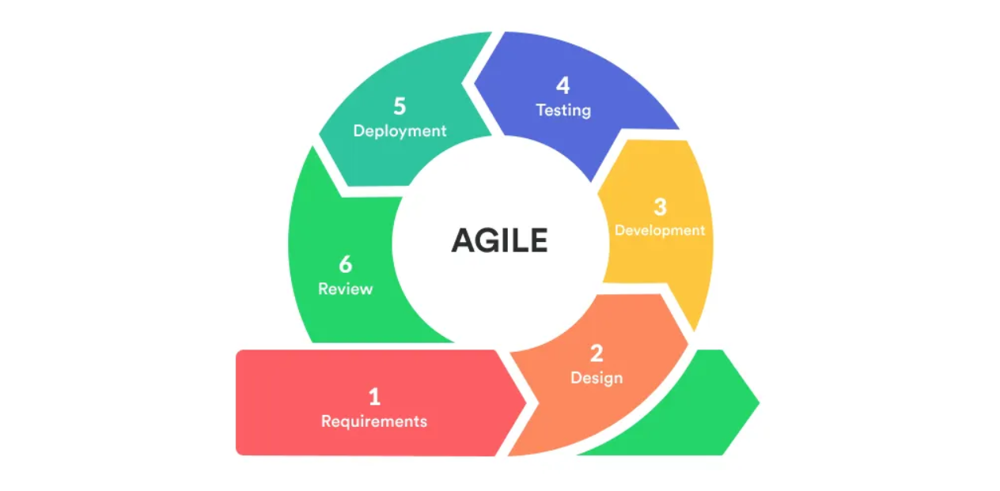 AGILE
1
Requirements
2
Design
3
Development
4
Testing
5
Deployment
6
Review